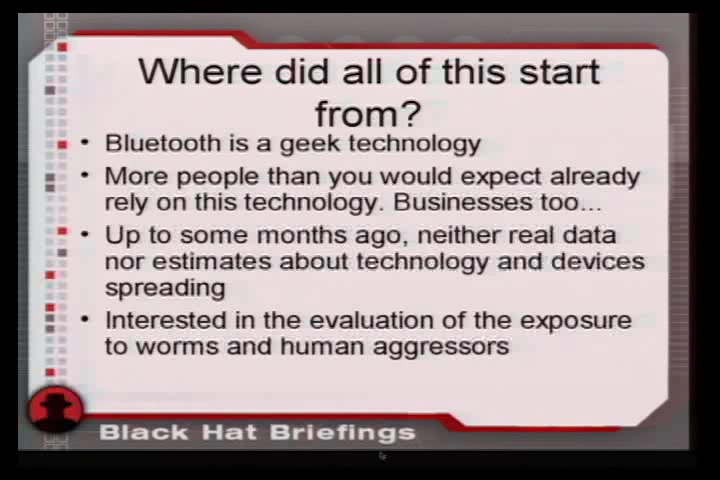 Where did all of this start
from?
• Bluetooth is a geek technology
• More people than you would expect already
rely on this technology. Businesses too...
• Up to some months ago, neither real data
nor estimates about technology and devices
spreading
• Interested in the evaluation of the exposure
to worms and human aggressors
Black Hat Briefings